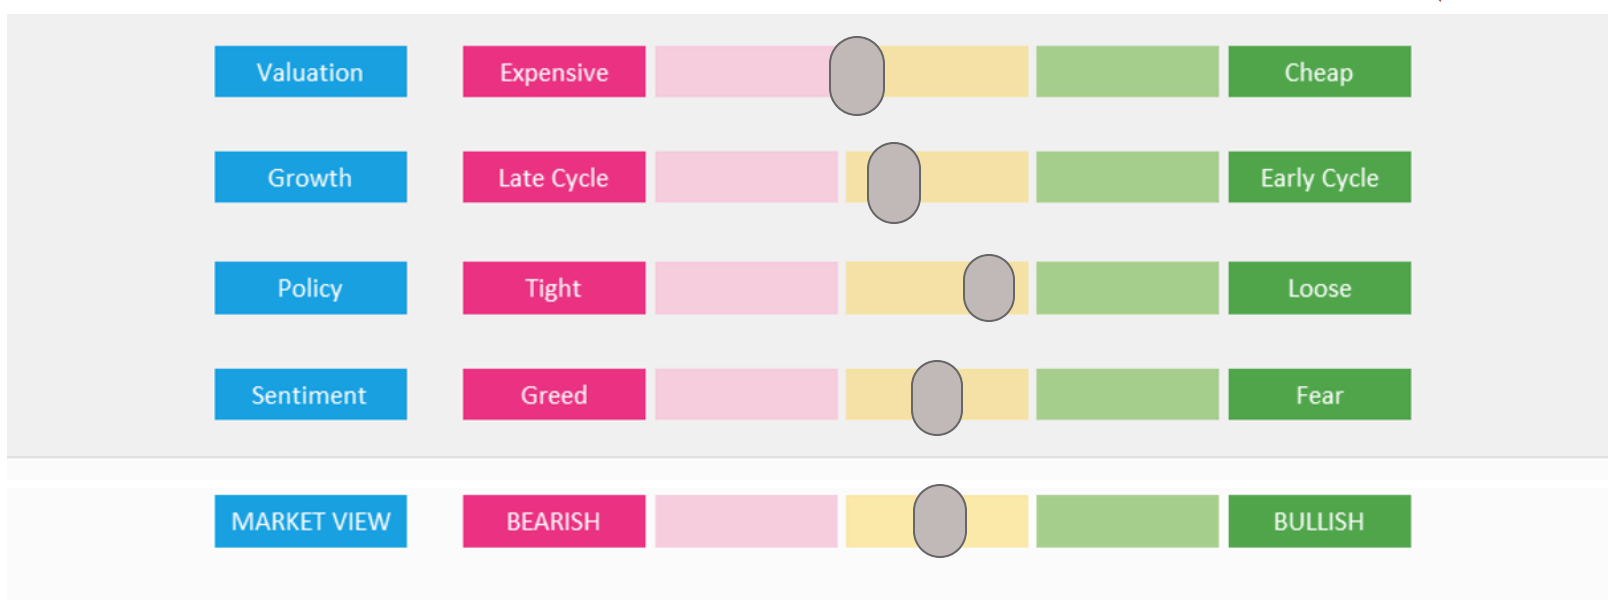 Valuation Expensive Cheap
Growth Late Cycle Early Cycle
Policy Tight Loose
Sentiment Greed Fear
MARKET VIEW BEARISH BULLISH